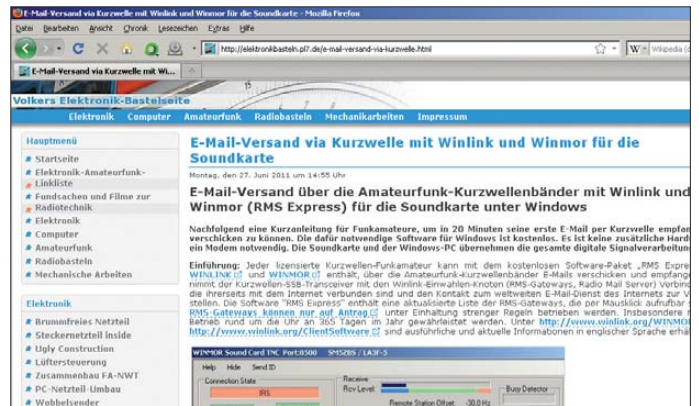 E-Mail-Versand via Kurzwelle mit Winlink und Winmor für die Soundkarte - Mozilla Firefox
Datei Bearbeiten Ansicht Chronik Lesezeichen Extras Hilfe
http://elektronikbasteln.pl7.de/e-mail-versand-via-kurzwelle.html
W Wikipedia (d
E-Mail-Versand via Kurzwelle mit Wi...
Volkers Elektronik-Bastelseite
Elektronik Computer Amateurfunk Radiobasteln Mechanikarbeiten Impressum
Hauptmenü
Startseite
Elektronik-Amateurfunk-
Linkliste
Fundsachen und Filme zur
Radiotechnik
Elektronik
Computer
Amateurfunk
Radiobasteln
Mechanische Arbeiten
Elektronik
Brummfreies Netzteil
Steckernetzteil inside
Ugly Construction
Lüftersteuerung
Zusammenbau FA-NWT
PC-Netzteil-Umbau
Wobbelsender
E-Mail-Versand via Kurzwelle mit Winlink und Winmor für die
Soundkarte
Montag, den 27. Juni 2011 um 14:55 Uhr
E-Mail-Versand über die Amateurfunk-Kurzwellenbänder mit Winlink und
Winmor (RMS Express) für die Soundkarte unter Windows
Nachfolgend eine Kurzanleitung für Funkamateure, um in 20 Minuten seine erste E-Mail per Kurzwelle empfan
verschicken zu können. Die dafür notwendige Software für Windows ist kostenlos. Es ist keine zusätzliche Hard
ein Modem notwendig. Die Soundkarte und der Windows-PC übernehmen die gesamte digitale Signalverarbeitun
Einführung: Jeder lizensierte Kurzwellen-Funkamateur kann mit dem kostenlosen Software-Paket „RMS Expre
WINLINK und WINMOR enthält, über die Amateurfunk-Kurzwellenbänder E-Mails verschicken und empfange
nimmt der Kurzwellen-SSB-Transceiver mit den Winlink-Einwahlen-Knoten (RMS-Gateways, Radio Mail Server) Verbind
die ihrerseits mit dem Internet verbunden sind und den Kontakt zum weltweiten E-Mail-Dienst des Internets zur V
stellen. Die Software "RMS Express" enthält eine aktualisierte Liste der RMS-Gateways, die per Mausklick aufrufbar
RMS-Gateways können nur auf Antrag unter Einhaltung strenger Regeln betrieben werden. Insbesondere
Betrieb rund um die Uhr an 365 Tagen im Jahr gewährleistet werden. Unter http://www.winlink.org/WINMO
http://www.winlink.org/ClientSoftware sind ausführliche und aktuelle Informationen in englischer Sprache erhä
WINMOR Sound Card TNC Port:8500 SM5ZBS / LA3F-5
Help Hide Send ID
Connection State
IRS
Receive
Rcv Level:
Remote Station Offset: -30,0 Hz
Busy Detector